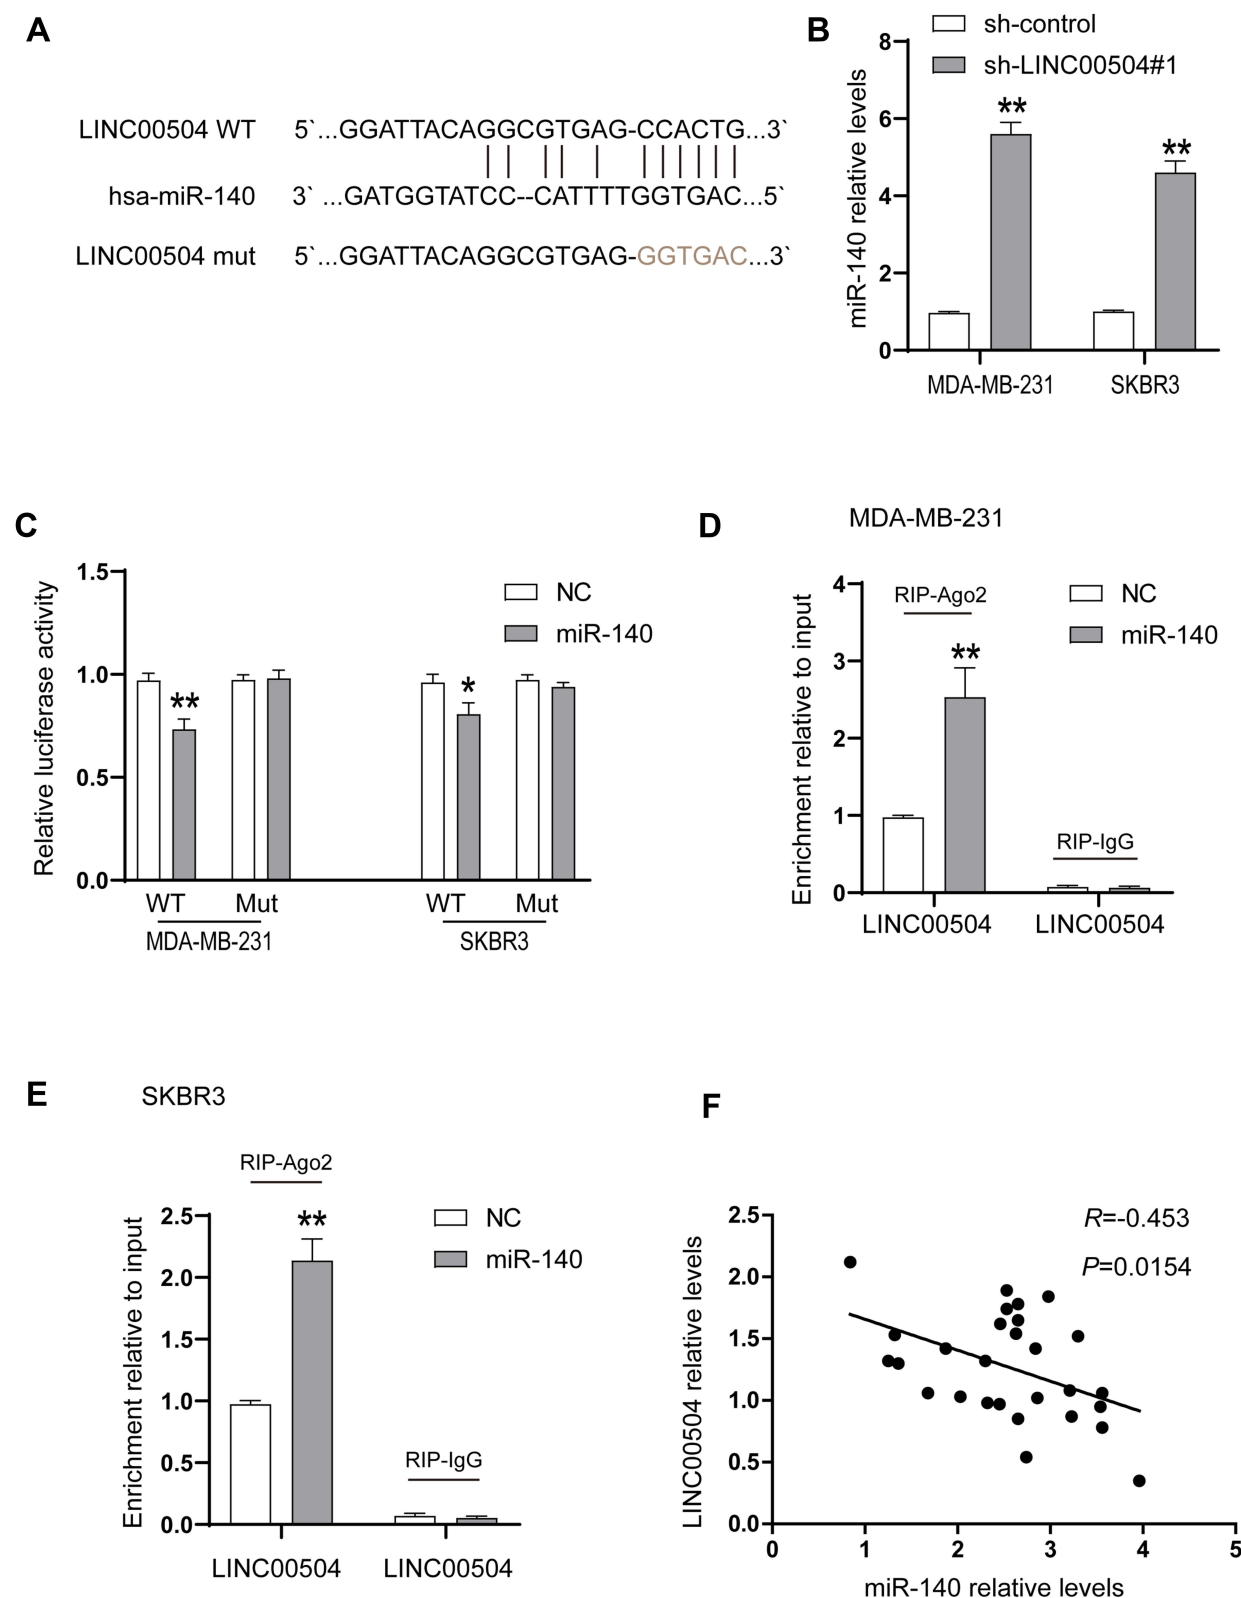 A
LINC00504 WT 5`...GGATTACAGGCGTGAG-CCACTG...3`
hsa-miR-140 3` ...GATGGTATCC--CATTTTGGTGAC...5`
LINC00504 mut 5`...GGATTACAGGCGTGAG-GGTGAC...3`
B
sh-control
sh-LINC00504#1
miR-140 relative levels
8
6
4
2
0
**
**
MDA-MB-231 SKBR3
C
Relative luciferase activity
1.5
1.0
0.5
0.0
NC
miR-140
**
*
WT Mut WT Mut
MDA-MB-231 SKBR3
D
MDA-MB-231
Enrichment relative to input
4
3
2
1
0
RIP-Ago2
**
RIP-IgG
NC
miR-140
LINC00504 LINC00504
E
SKBR3
RIP-Ago2
Enrichment relative to input
2.5
2.0
1.5
1.0
0.5
0.0
**
RIP-IgG
NC
miR-140
LINC00504 LINC00504
F
LINC00504 relative levels
2.5
2.0
1.5
1.0
0.5
0.0
R=-0.453
P=0.0154
0 1 2 3 4 5
miR-140 relative levels